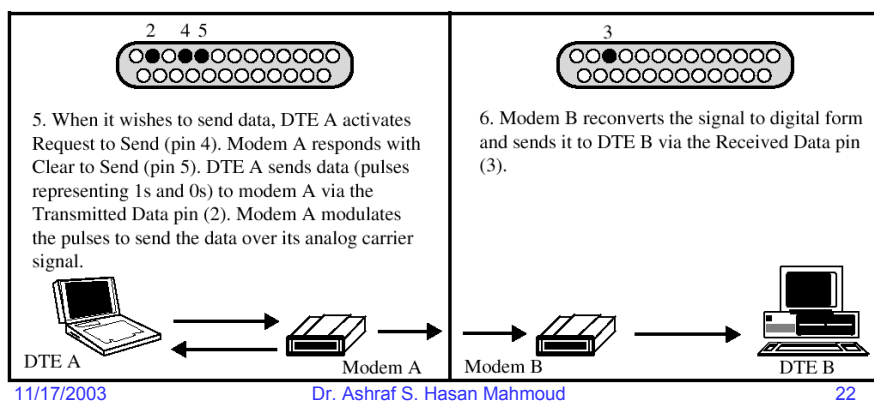 2 4 5
5. When it wishes to send data, DTE A activates
Request to Send (pin 4). Modem A responds with
Clear to Send (pin 5). DTE A sends data (pulses
representing 1s and 0s) to modem A via the
Transmitted Data pin (2). Modem A modulates
the pulses to send the data over its analog carrier
signal.
DTE A
Modem A
3
6. Modem B reconverts the signal to digital form
and sends it to DTE B via the Received Data pin
(3).
Modem B
DTE B
11/17/2003
Dr. Ashraf S. Hasan Mahmoud
22